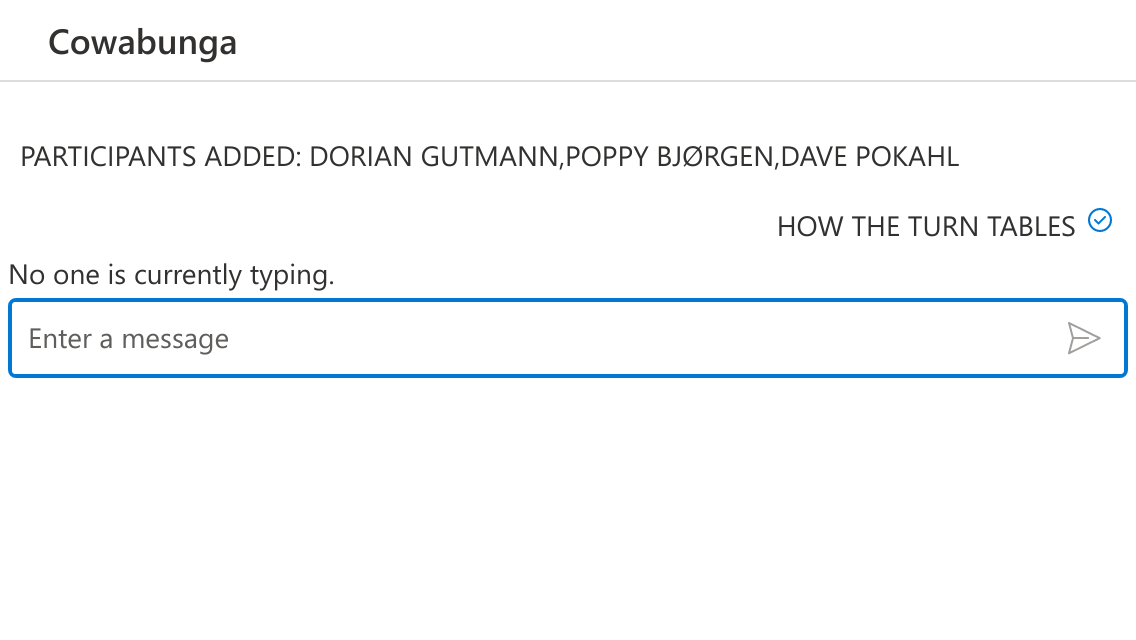 Cowabunga
PARTICIPANTS ADDED: DORIAN GUTMANN,POPPY BJØRGEN,DAVE POKAHL
HOW THE TURN TABLES
No one is currently typing.
Enter a message